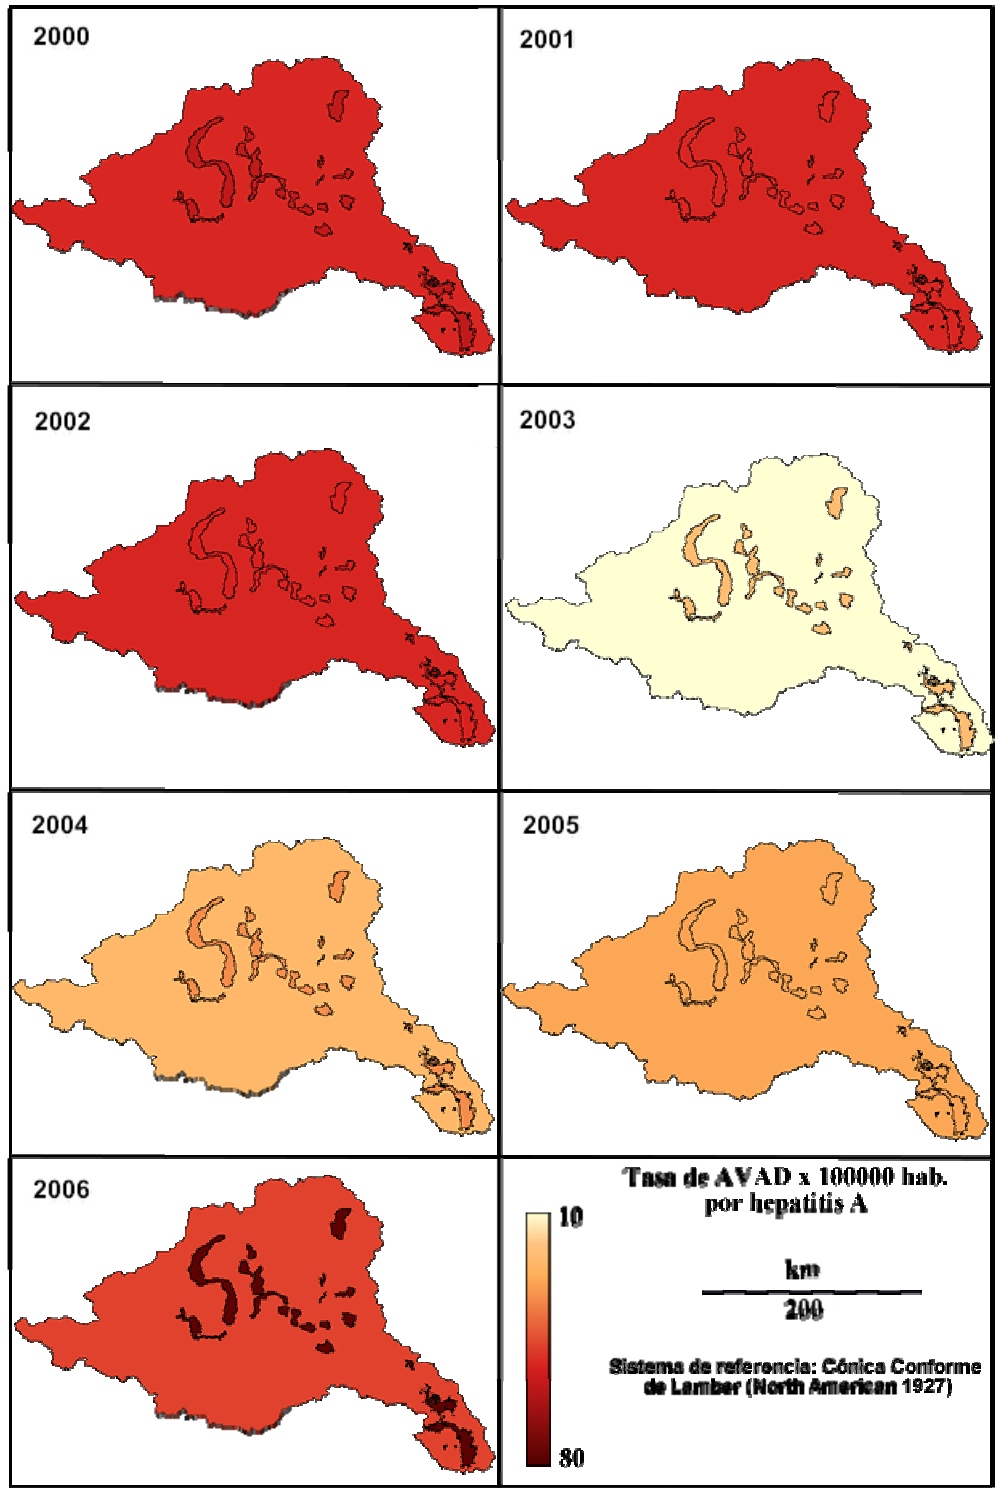 2000
2001
2002
2003
2004
2005
2006
Tasa de AVAD x 100000 hab.
por hepatitis A
10
80
km
200
Sistema de referencia: Cónica Conforme
de Lamber (North American 1927)